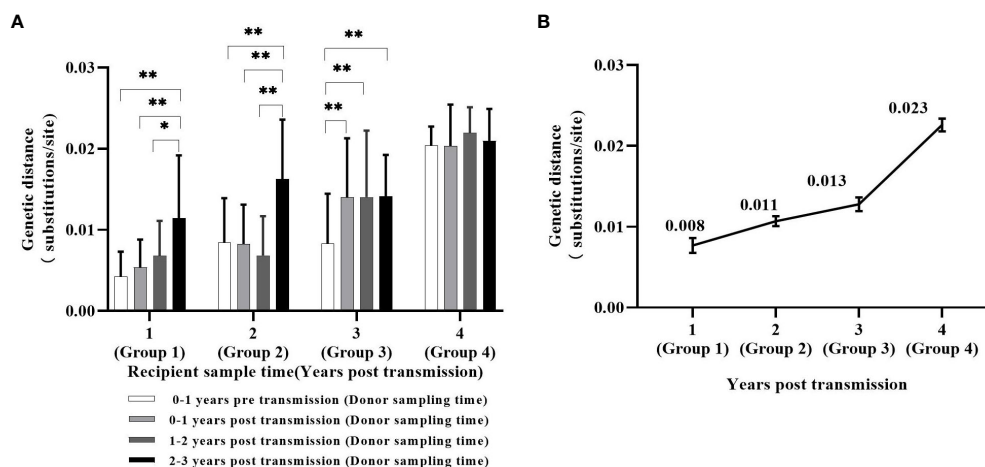 A
**
**
**
**
**
*
**
**
**
**
0.03
0.02
0.01
0.00
Genetic distance
( substitutions/site)
1 2 3 4
(Group 1) (Group 2) (Group 3) (Group 4)
Recipient sample time(Years post transmission)
0-1 years pre transmission (Donor sampling time)
0-1 years post transmission (Donor sampling time)
1-2 years post transmission (Donor sampling time)
2-3 years post transmission (Donor sampling time)
B
0.03
0.02
0.01
0.00
Genetic distance
( substitutions/site)
0.008
0.011
0.013
0.023
1 2 3 4
(Group 1) (Group 2) (Group 3) (Group 4)
Years post transmission